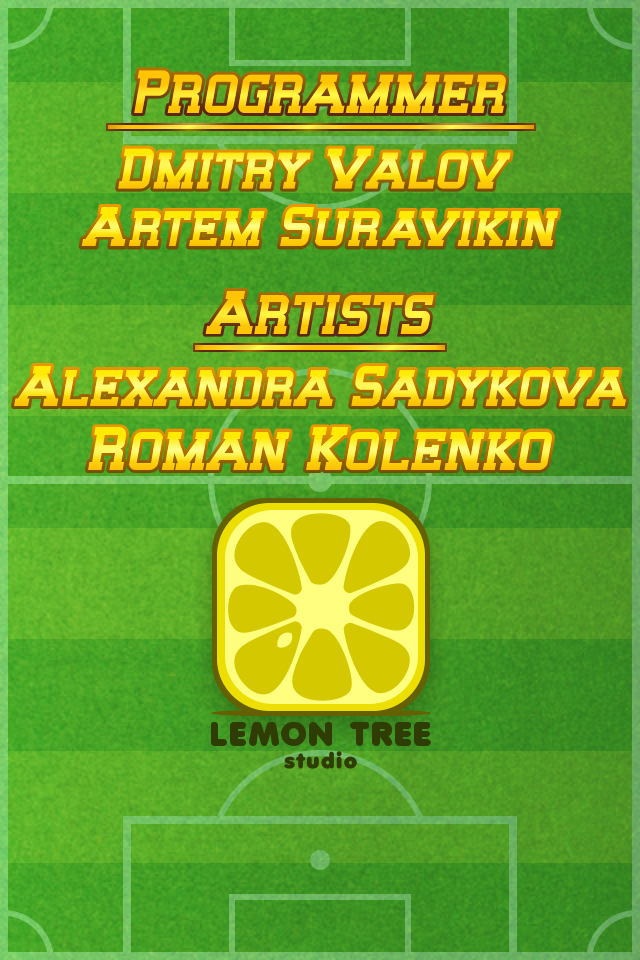 Programmer
Dmitry Valov
Artem Suravikin
Artists
Alexandra Sadykova
Roman Kolenko
LEMON TREE
studio